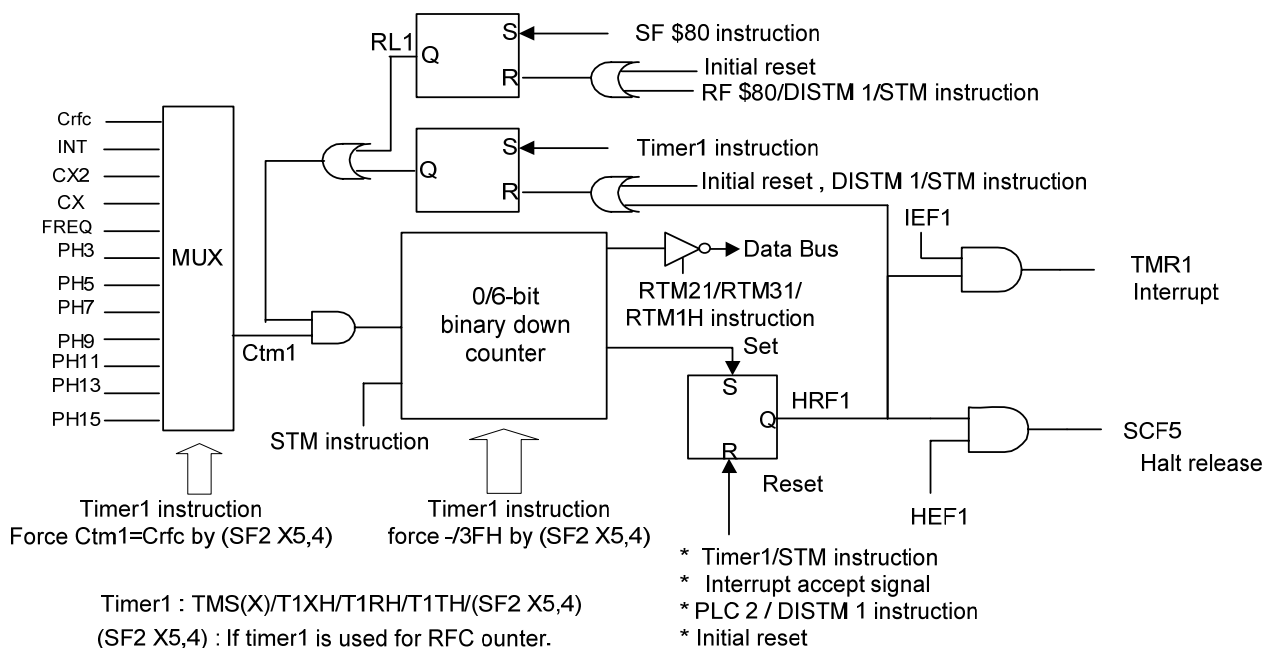 RL1
Q
S
R
SF $80 instruction
Initial reset
RF $80/DISTM 1/STM instruction
Crfc
INT
CX2
CX
FREQ
PH3
PH5
PH7
PH9
PH11
PH13
PH15
MUX
Ctm1
Q
S
R
Timer1 instruction
Initial reset , DISTM 1/STM instruction
0/6-bit
binary down
counter
Data Bus
RTM21/RTM31/
RTM1H instruction
IEF1
TMR1
Interrupt
STM instruction
Set
S
Q
R
HRF1
Reset
SCF5
Halt release
HEF1
Timer1 instruction
Force Ctm1=Crfc by (SF2 X5,4)
Timer1 instruction
force -/3FH by (SF2 X5,4)
* Timer1/STM instruction
* Interrupt accept signal
* PLC 2 / DISTM 1 instruction
* Initial reset
Timer1 : TMS(X)/T1XH/T1RH/T1TH/(SF2 X5,4)
(SF2 X5,4) : If timer1 is used for RFC ounter.